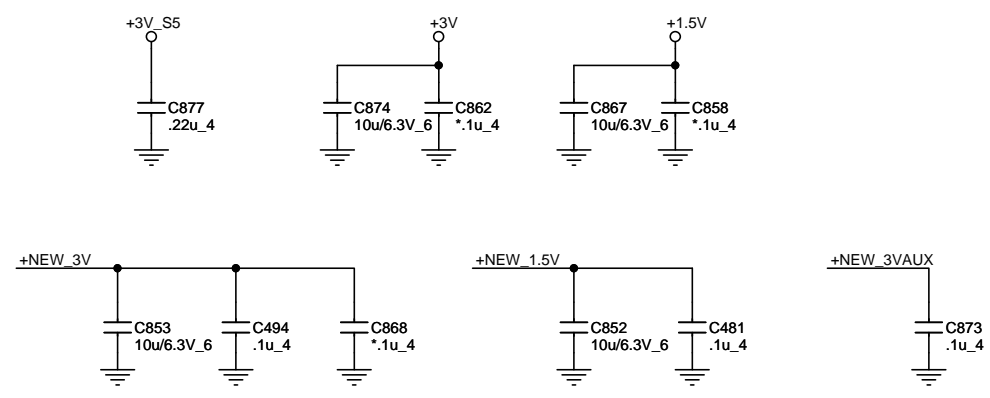 +3V_S5
+3V
+1.5V
C877
.22u_4
C874
10u/6.3V_6
C862
*.1u_4
C867
10u/6.3V_6
C858
*.1u_4
+NEW_3V
+NEW_1.5V
+NEW_3VAUX
C853
10u/6.3V_6
C494
.1u_4
C868
*.1u_4
C852
10u/6.3V_6
C481
.1u_4
C873
.1u_4